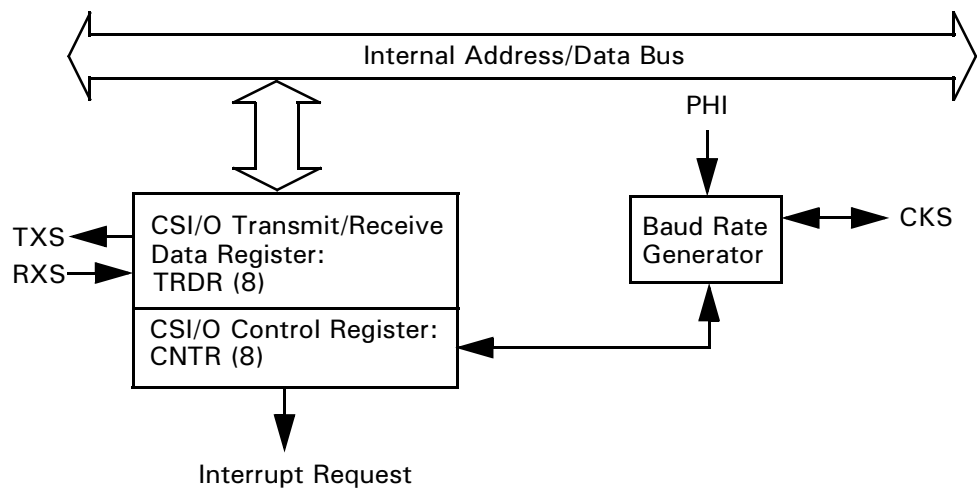 Internal Address/Data Bus
PHI
TXS
RXS
CSI/O Transmit/Receive
Data Register:
TRDR (8)
CSI/O Control Register:
CNTR (8)
Baud Rate
Generator
CKS
Interrupt Request